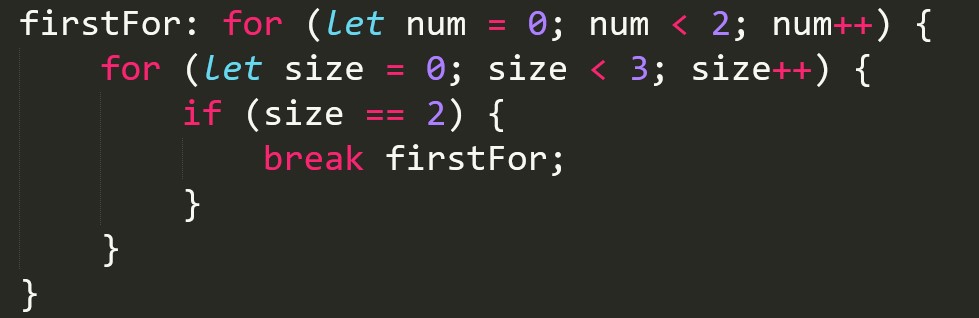 firstFor: for (let num = 0; num < 2; num++) {
    for (let size = 0; size < 3; size++) {
        if (size == 2) {
            break firstFor;
        }
    }
}